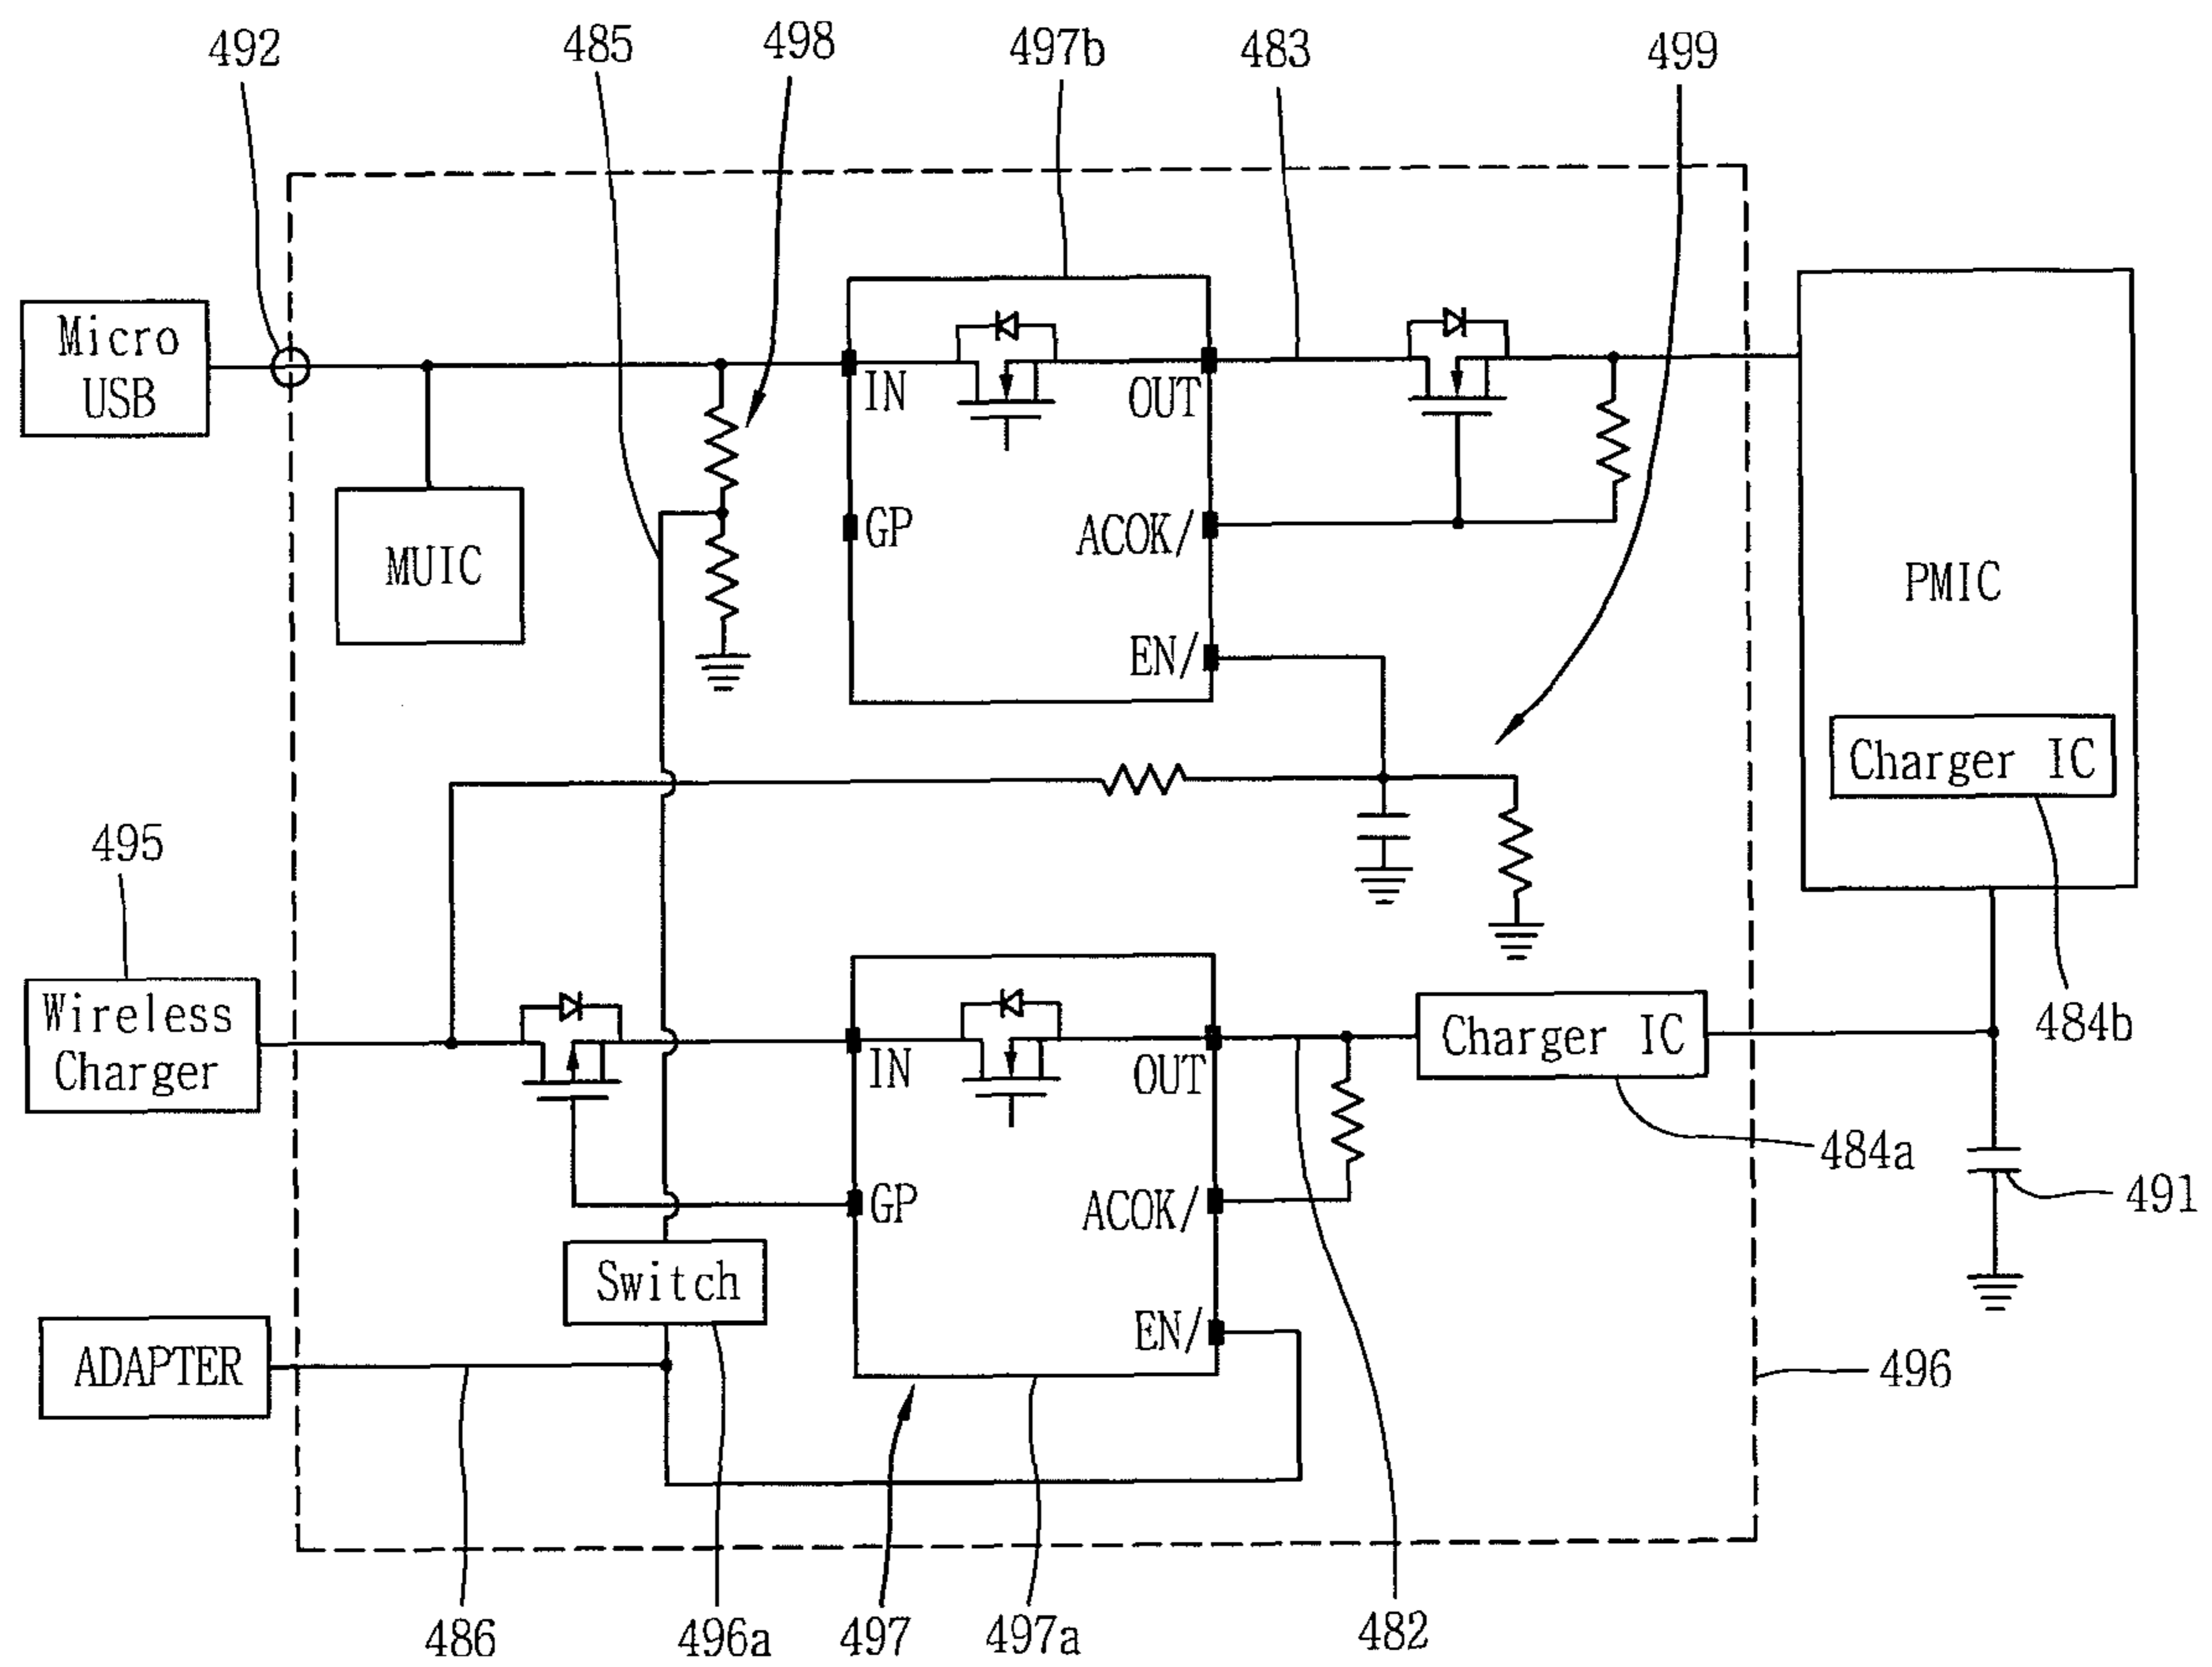 492
485
498
497b
483
499
Micro
USB
IN
OUT
MUIC
GP
ACOK/
PMIC
EN/
Charger IC
495
Wireless
Charger
IN
OUT
Charger IC
484b
484a
GP
ACOK/
491
Switch
EN/
ADAPTER
496
486
496a
497
497a
482